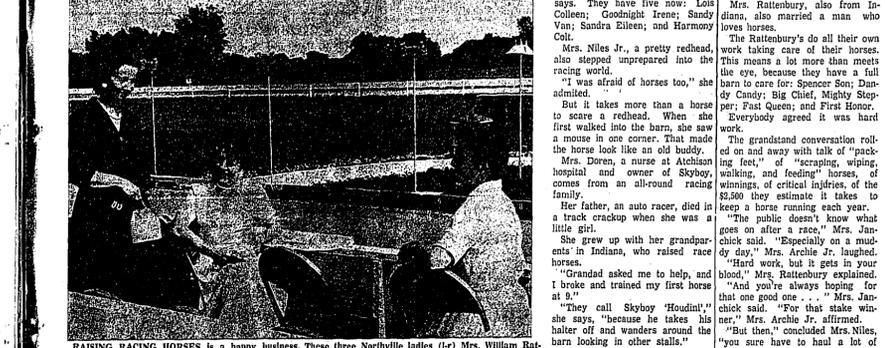 RAISING RACING HORSES is a happy business. These three Northville ladies (l-r) Mrs. William Rat-
says. They have five now: Lois
Colleen; Goodnight Irene; Sandy
Van; Sandra Eileen; and Harmony
Colt.
Mrs. Niles Jr., a pretty redhead,
also stepped unprepared into the
racing world.
"I was afraid of horses too," she
admitted.
But it takes more than a horse
to scare a redhead. When she
first walked into the barn, she saw
a mouse in one corner. That made
the horse look like an old buddy.
Mrs. Doren, a nurse at Atchison
hospital and owner of Skyboy,
comes from an all-round racing
family.
Her father, an auto racer, died in
a track crackup when she was a
little girl.
She grew up with her grandpar-
ents in Indiana, who raised race
horses.
"Grandad asked me to help, and
I broke and trained my first horse
at 9."
"They call Skyboy 'Houdini',"
she says, "because he takes his
halter off and wanders around the
barn looking in other stalls."
Mrs. Rattenbury, also from In-
diana, also married a man who
loves horses.
The Rattenbury's do all their own
work taking care of their horses.
This means a lot more than meets
the eye, because they have a full
barn to care for: Spencer Son; Dan-
dy Candy; Big Chief, Mighty Step-
per; Fast Queen; and First Honor.
Everybody agreed it was hard
work.
The grandstand conversation roll-
ed on and away with talk of "pack-
ing feet," of "scraping, wiping,
walking, and feeding" horses, of
winnings, of critical injdries, of the
$2,500 they estimate it takes to
keep a horse running each year.
"The public doesn't know what
goes on after a race," Mrs. Jan-
chick said. "Especially on a mud-
dy day," Mrs. Archie Jr. laughed.
"Hard work, but it gets in your
blood," Mrs. Rattenbury explained.
"And you're always hoping for
that one good one . . . " Mrs. Jan-
chick said. "For that stake win-
ner," Mrs. Archie Jr. affirmed.
"But then," concluded Mrs. Niles,
"you sure have to haul a lot of